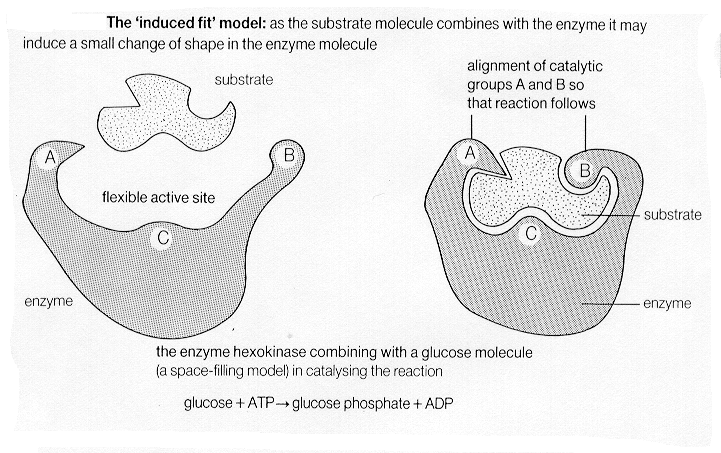 The 'induced fit' model: as the substrate molecule combines with the enzyme it may
induce a small change of shape in the enzyme molecule
substrate
alignment of catalytic
groups A and B so
that reaction follows
A
B
flexible active site
C
enzyme
A
B
C
substrate
enzyme
the enzyme hexokinase combining with a glucose molecule
(a space-filling model) in catalysing the reaction
glucose + ATP → glucose phosphate + ADP